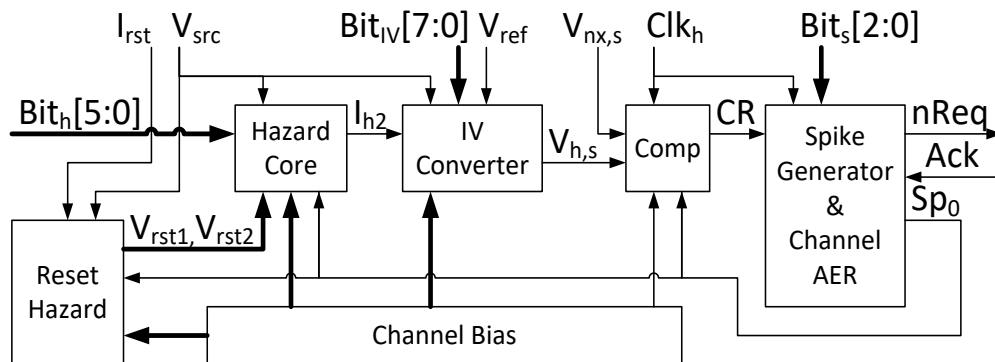 I_rst V_src Bit_IV[7:0] V_ref V_nx,s Clk_h Bit_s[2:0]
Bit_h[5:0] I_h2 CR nReq
Hazard Core
IV Converter
Comp
Spike Generator & Channel AER
V_h,s
Ack
Sp_0
V_rst1,V_rst2
Reset Hazard
Channel Bias